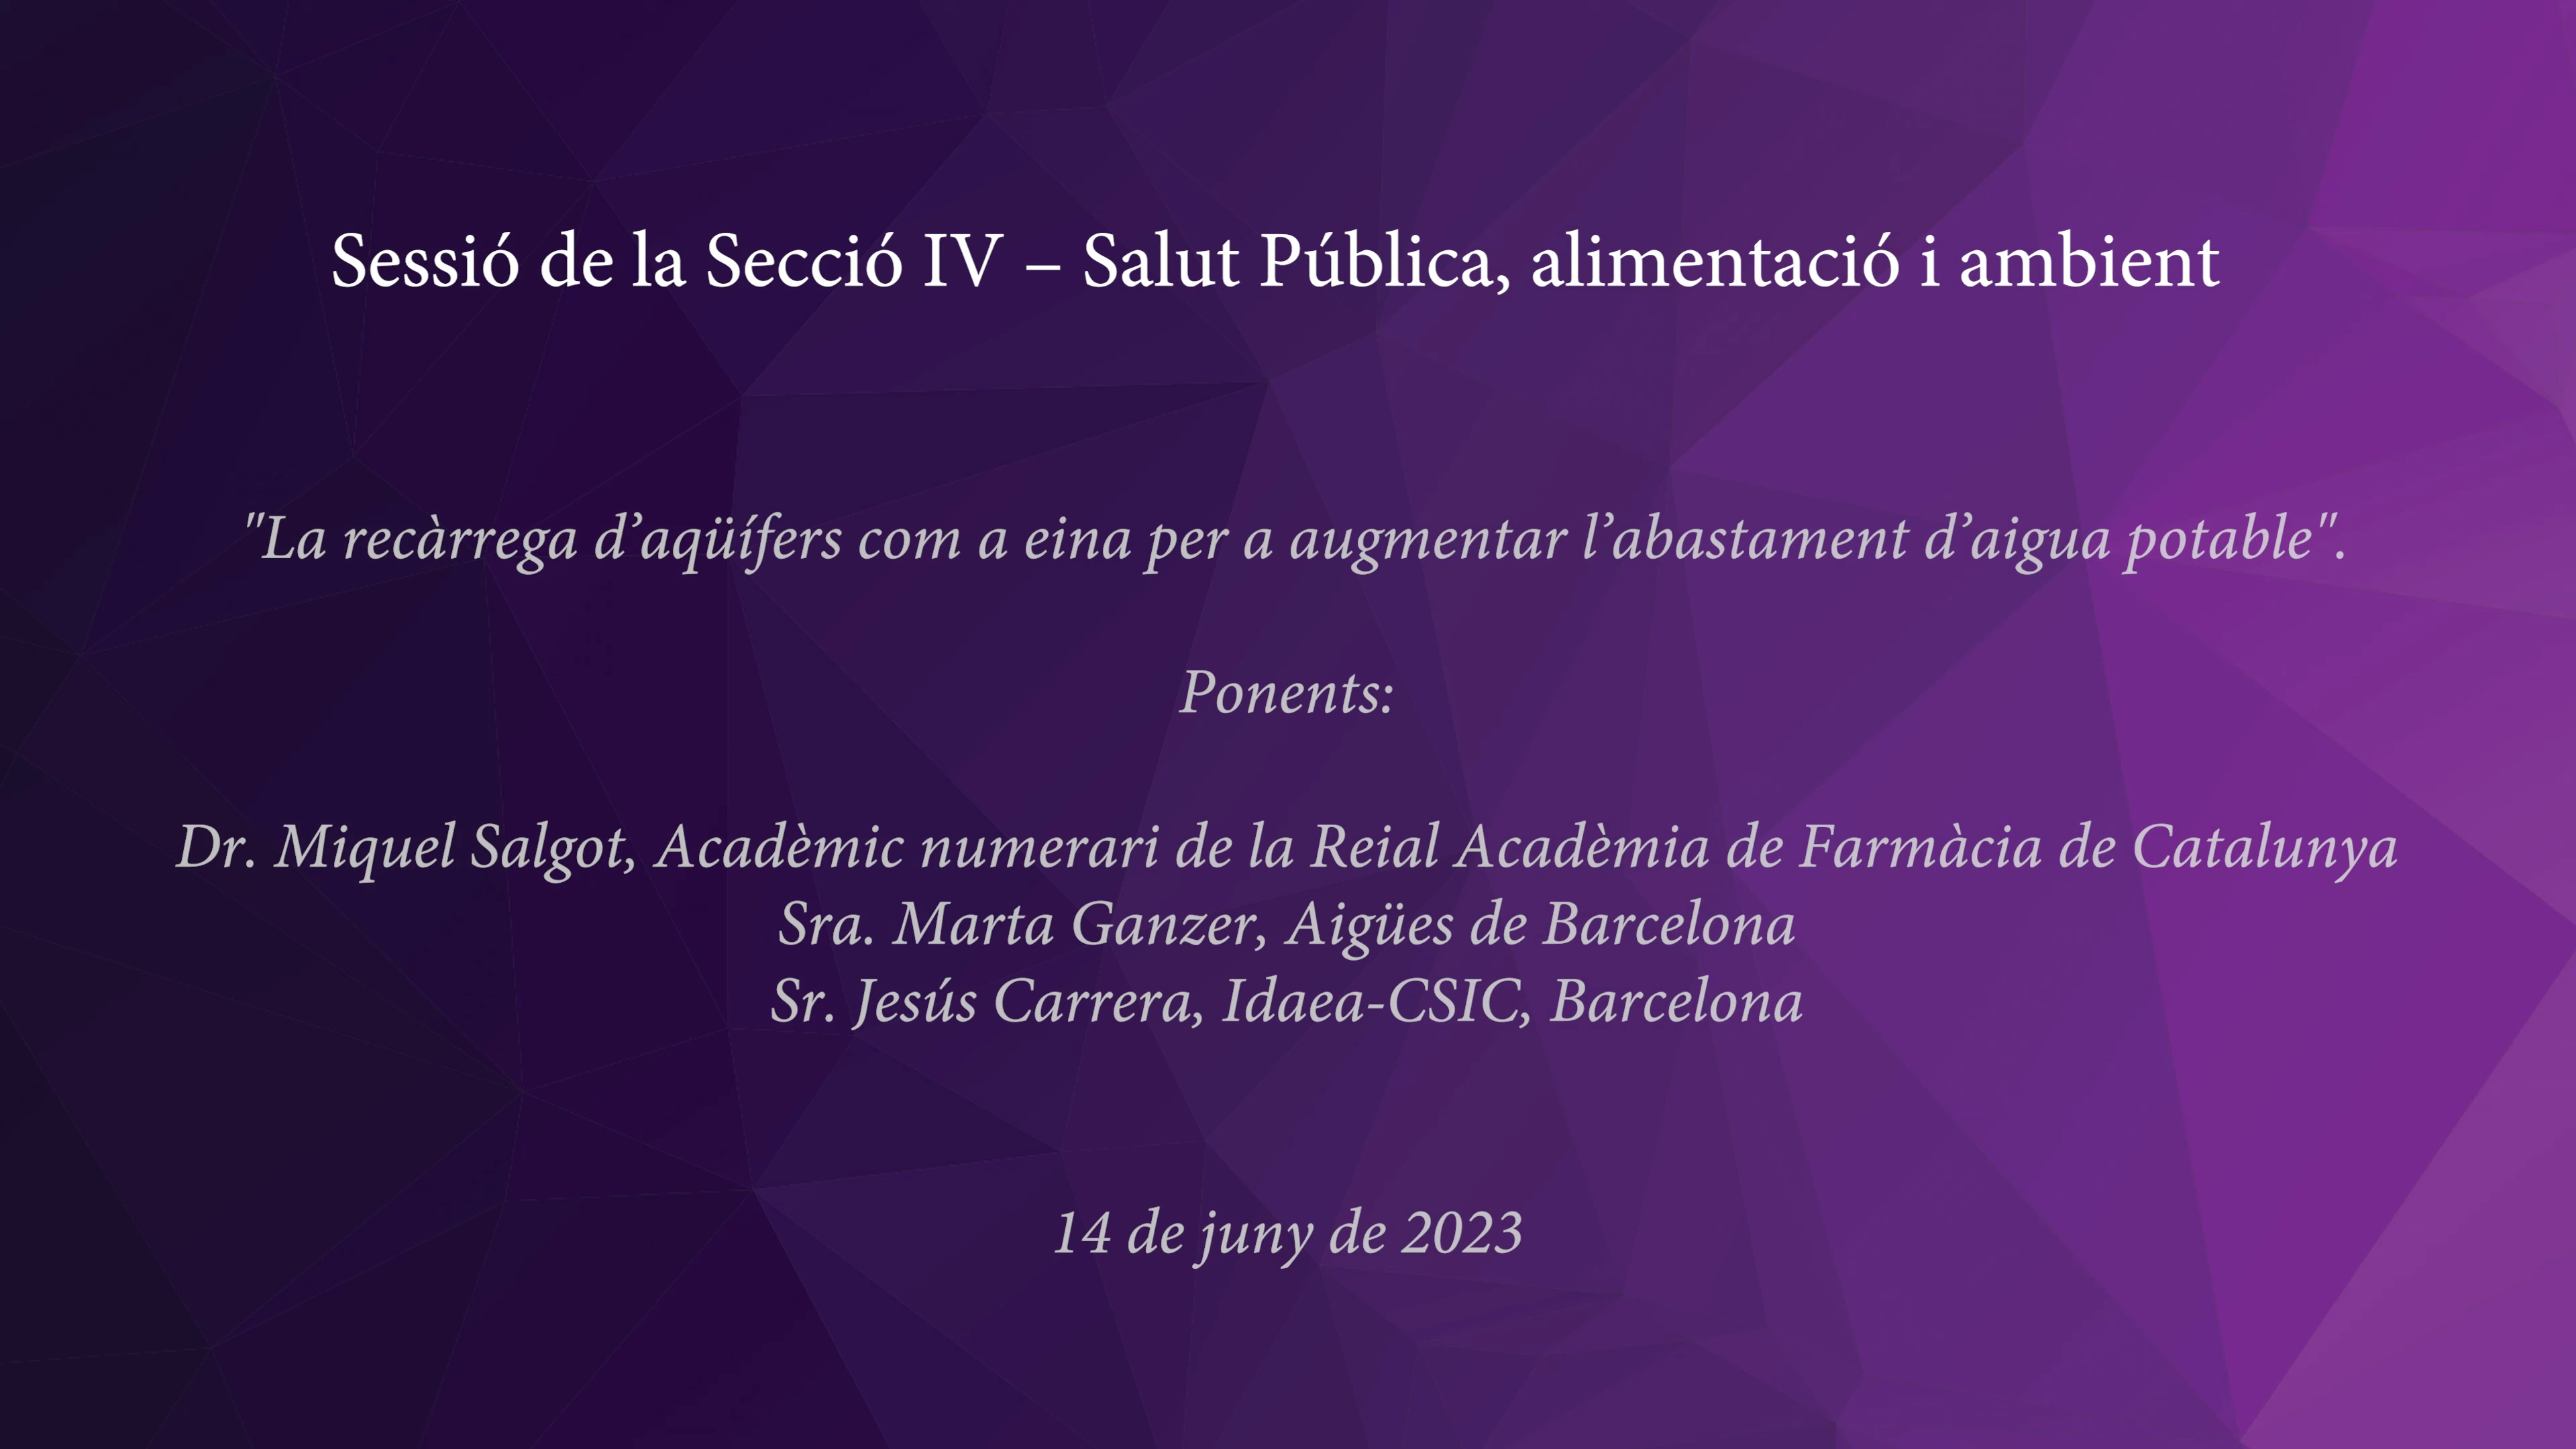 Sessió de la Secció IV – Salut Pública, alimentació i ambient
"La recàrrega d’aqüífers com a eina per a augmentar l’abastament d’aigua potable".
Ponents:
Dr. Miquel Salgot, Acadèmic numerari de la Reial Acadèmia de Farmàcia de Catalunya
Sra. Marta Ganzer, Aigües de Barcelona
Sr. Jesús Carrera, Idaea-CSIC, Barcelona
14 de juny de 2023